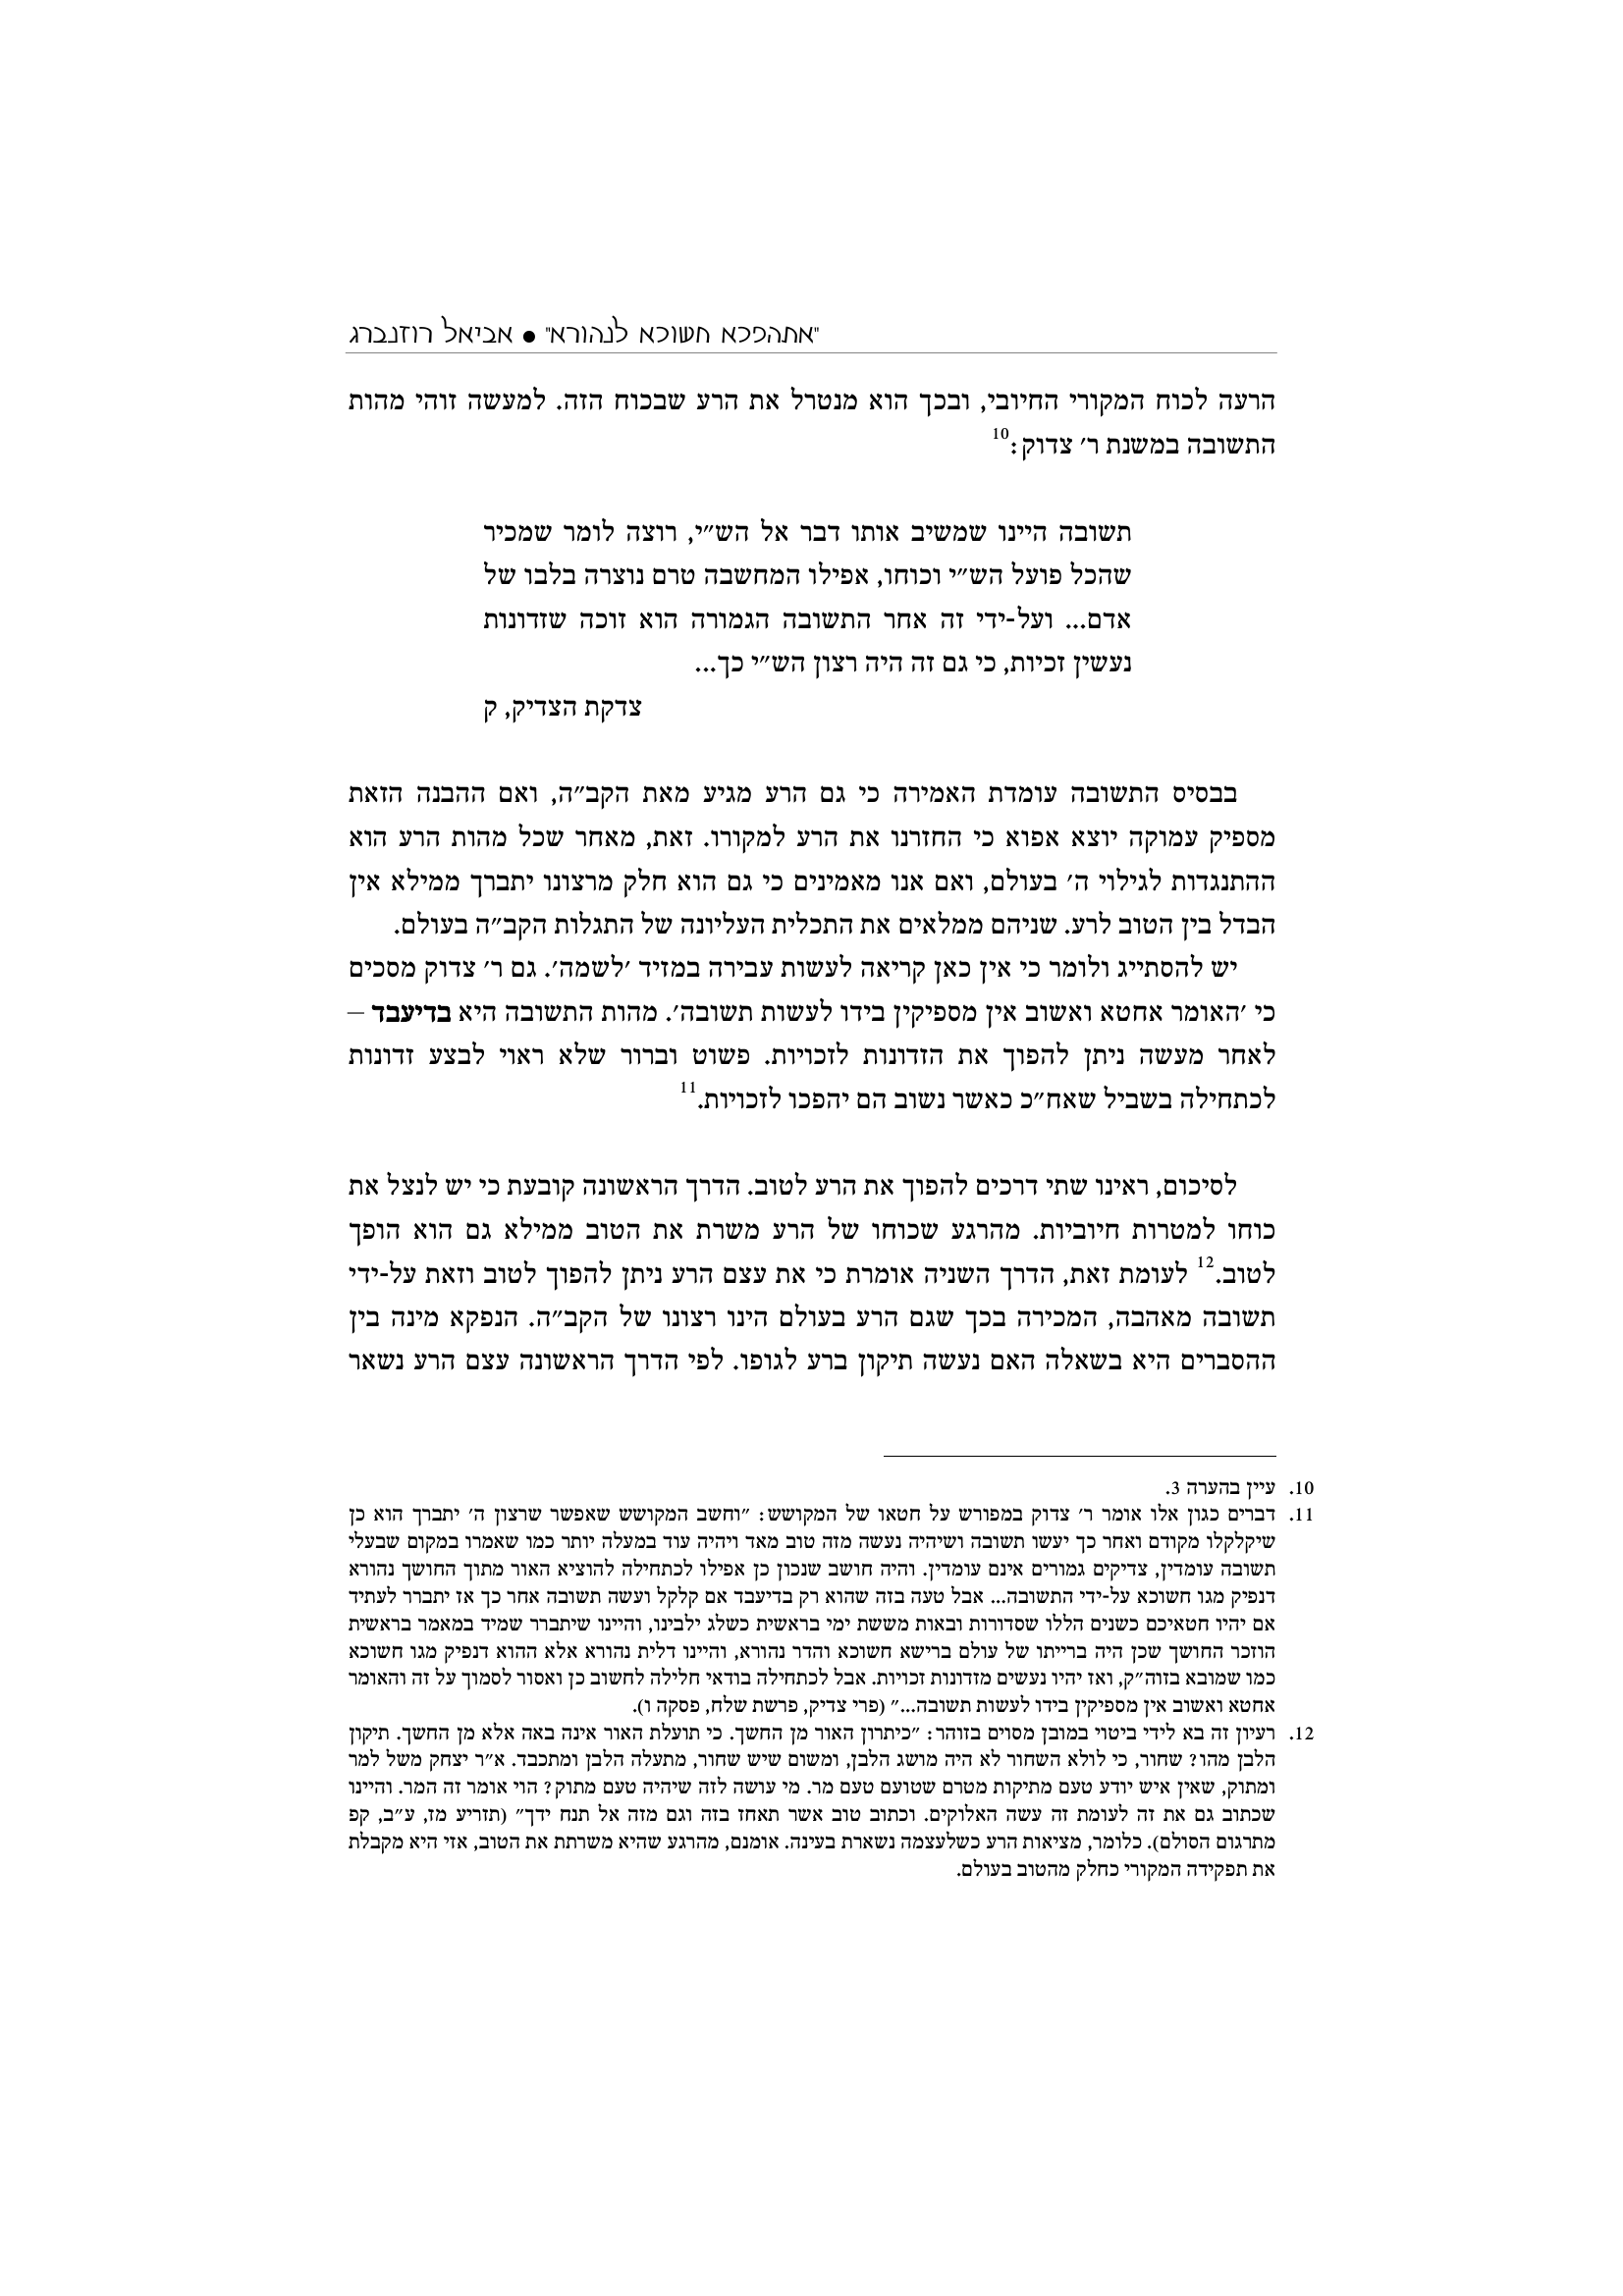 "אתהפכא חשוכא לנהורא" ● אביאל רוזנברג
הרעה לכוח המקורי החיובי, ובכך הוא מנטרל את הרע שבכוח הזה. למעשה זוהי מהות
התשובה במשנת ר׳ צדוק:10
תשובה היינו שמשיב אותו דבר אל הש״י, רוצה לומר שמכיר
שהכל פועל הש״י וכוחו, אפילו המחשבה טרם נוצרה בלבו של
אדם... ועל-ידי זה אחר התשובה הגמורה הוא זוכה שזדונות
נעשין זכיות, כי גם זה היה רצון הש״י כך...
צדקת הצדיק, ק
בבסיס התשובה עומדת האמירה כי גם הרע מגיע מאת הקב״ה, ואם ההבנה הזאת
מספיק עמוקה יוצא אפוא כי החזרנו את הרע למקורו. זאת, מאחר שכל מהות הרע הוא
ההתנגדות לגילוי ה׳ בעולם, ואם אנו מאמינים כי גם הוא חלק מרצונו יתברך ממילא אין
הבדל בין הטוב לרע. שניהם ממלאים את התכלית העליונה של התגלות הקב״ה בעולם.
יש להסתייג ולומר כי אין כאן קריאה לעשות עבירה במזיד ׳לשמה׳. גם ר׳ צדוק מסכים
כי ׳האומר אחטא ואשוב אין מספיקין בידו לעשות תשובה׳. מהות התשובה היא בדיעבד –
לאחר מעשה ניתן להפוך את הזדונות לזכויות. פשוט וברור שלא ראוי לבצע זדונות
לכתחילה בשביל שאח״כ כאשר נשוב הם יהפכו לזכויות.11
לסיכום, ראינו שתי דרכים להפוך את הרע לטוב. הדרך הראשונה קובעת כי יש לנצל את
כוחו למטרות חיוביות. מהרגע שכוחו של הרע משרת את הטוב ממילא גם הוא הופך
לטוב.12 לעומת זאת, הדרך השניה אומרת כי את עצם הרע ניתן להפוך לטוב וזאת על-ידי
תשובה מאהבה, המכירה בכך שגם הרע בעולם הינו רצונו של הקב״ה. הנפקא מינה בין
ההסברים היא בשאלה האם נעשה תיקון ברע לגופו. לפי הדרך הראשונה עצם הרע נשאר
10. עיין בהערה 3.
11. דברים כגון אלו אומר ר׳ צדוק במפורש על חטאו של המקושש: ״וחשב המקושש שאפשר שרצון ה׳ יתברך הוא כן
שיקלקלו מקודם ואחר כך יעשו תשובה ושיהיה נעשה מזה טוב מאד ויהיה עוד במעלה יותר כמו שאמרו במקום שבעלי
תשובה עומדין, צדיקים גמורים אינם עומדין. והיה חושב שנכון כן אפילו לכתחילה להוציא האור מתוך החושך נהורא
דנפיק מגו חשוכא על-ידי התשובה... אבל טעה בזה שהוא רק בדיעבד אם קלקל ועשה תשובה אחר כך אז יתברר לעתיד
אם יהיו חטאיכם כשנים הללו שסדורות ובאות מששת ימי בראשית כשלג ילבינו, והיינו שיתברר שמיד במאמר בראשית
הוזכר החושך שכן היה ברייתו של עולם ברישא חשוכא והדר נהורא, והיינו דלית נהורא אלא ההוא דנפיק מגו חשוכא
כמו שמובא בזוה״ק, ואז יהיו נעשים מזדונות זכויות. אבל לכתחילה בודאי חלילה לחשוב כן ואסור לסמוך על זה והאומר
אחטא ואשוב אין מספיקין בידו לעשות תשובה...״ (פרי צדיק, פרשת שלח, פסקה ו).
12. רעיון זה בא לידי ביטוי במובן מסוים בזוהר: ״כיתרון האור מן החשך. כי תועלת האור אינה באה אלא מן החשך. תיקון
הלבן מהו? שחור, כי לולא השחור לא היה מושג הלבן, ומשום שיש שחור, מתעלה הלבן ומתכבד. א״ר יצחק משל למר
ומתוק, שאין איש יודע טעם מתיקות מטרם שטועם טעם מר. מי עושה לזה שיהיה טעם מתוק? הוי אומר זה המר. והיינו
שכתוב גם את זה לעומת זה עשה האלוקים. וכתוב טוב אשר תאחז בזה וגם מזה אל תנח ידך״ (תזריע מז, ע״ב, קפ
מתרגום הסולם). כלומר, מציאות הרע כשלעצמה נשארת בעינה. אומנם, מהרגע שהיא משרתת את הטוב, אזי היא מקבלת
את תפקידה המקורי כחלק מהטוב בעולם.